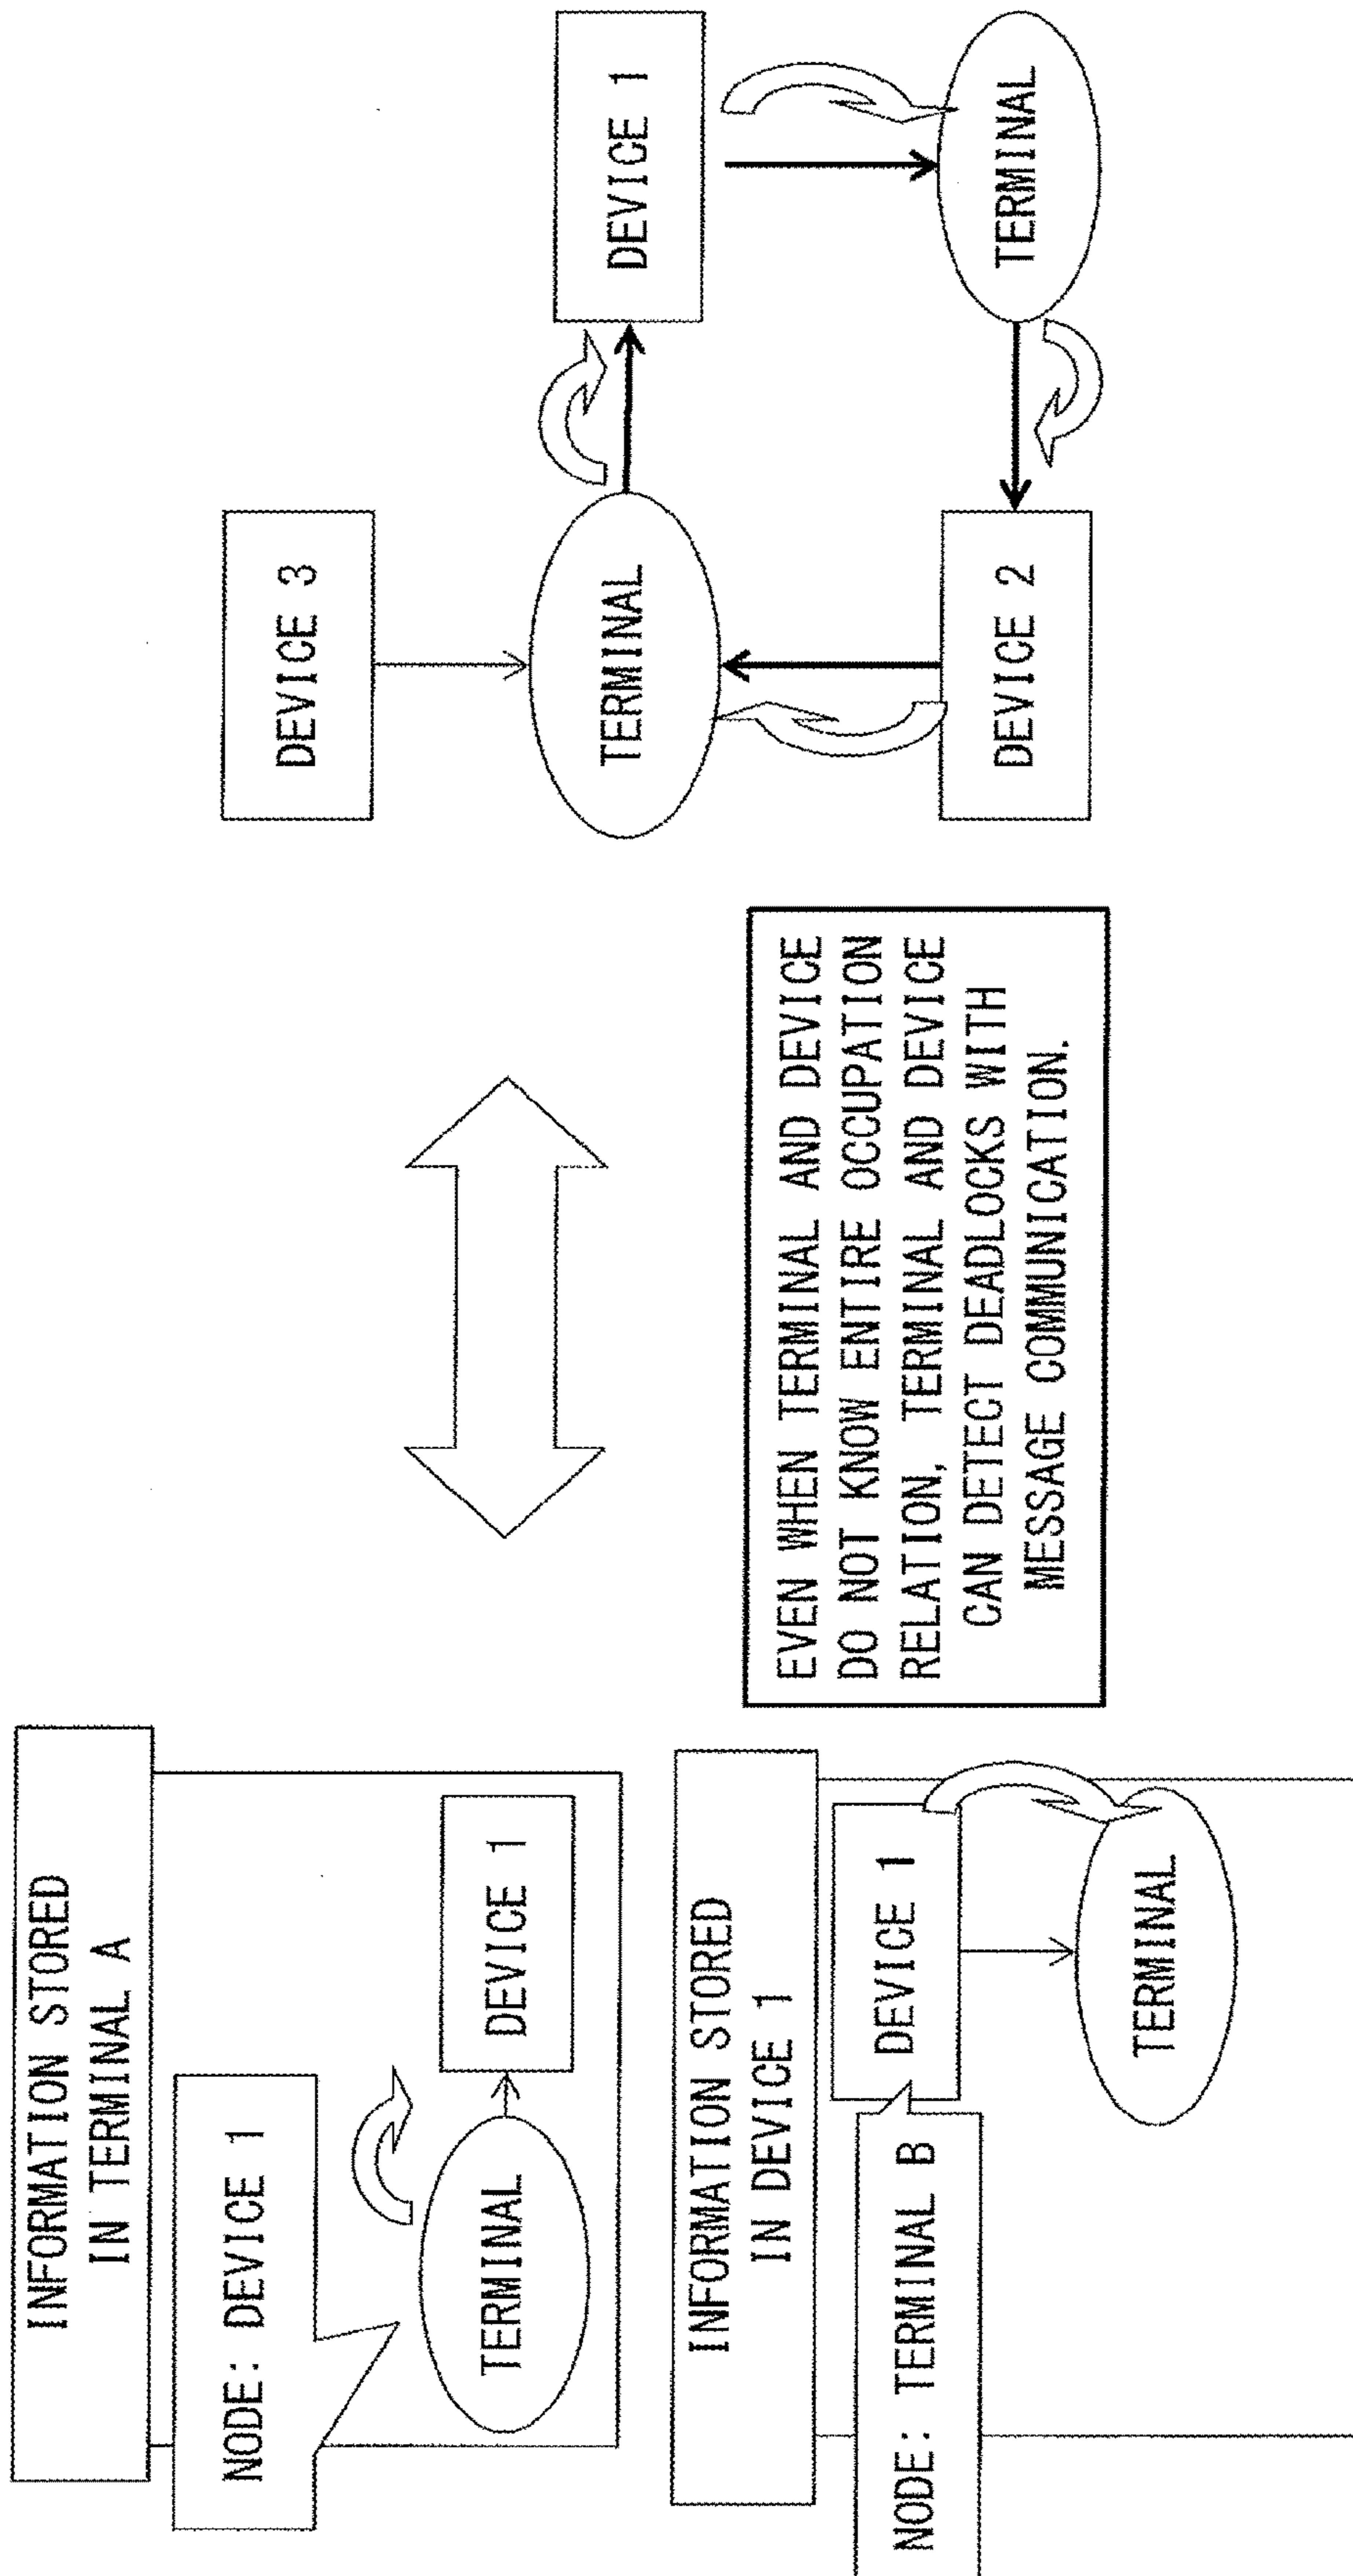 INFORMATION STORED
IN TERMINAL A
NODE: DEVICE 1
TERMINAL
DEVICE 1
INFORMATION STORED
IN DEVICE 1
NODE: TERMINAL B
DEVICE 1
TERMINAL
EVEN WHEN TERMINAL AND DEVICE
DO NOT KNOW ENTIRE OCCUPATION
RELATION, TERMINAL AND DEVICE
CAN DETECT DEADLOCKS WITH
MESSAGE COMMUNICATION.
DEVICE 3
TERMINAL
DEVICE 1
DEVICE 2
TERMINAL